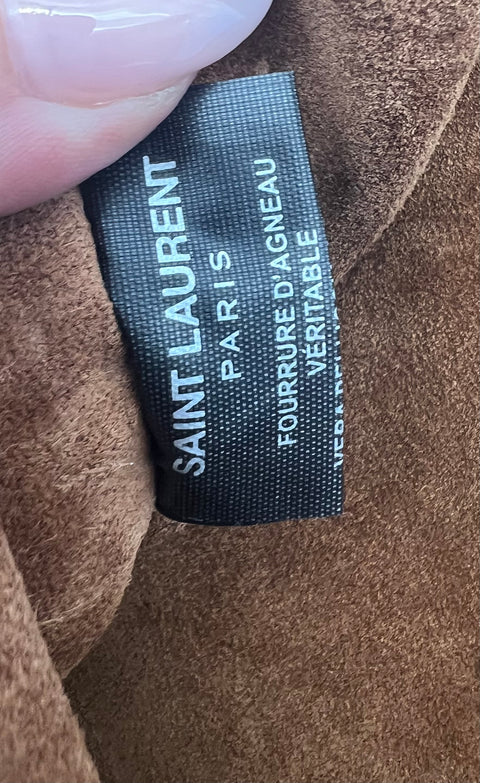 SAINT LAURENT
PARIS
FOURRURE D'AGNEAU
VÉRITABLE